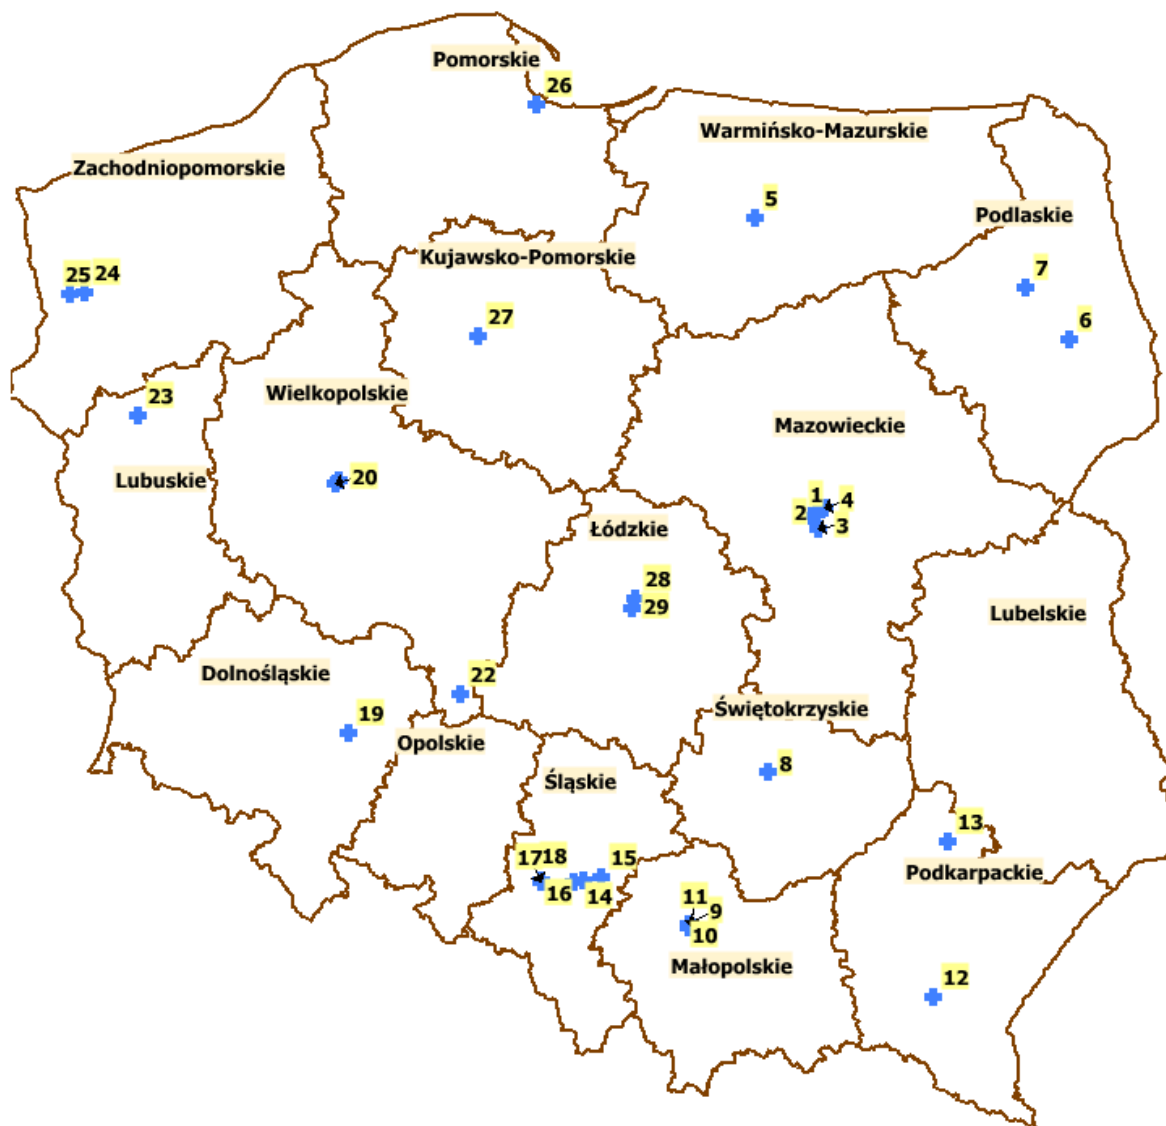 Pomorskie
26
Warmińsko-Mazurskie
Zachodniopomorskie
5
Podlaskie
Kujawsko-Pomorskie
25 24
7
27
6
Wielkopolskie
23
Mazowieckie
Lubuskie
20
1
4
2
3
Łódzkie
28
29
Lubelskie
Dolnośląskie
22
19
Świętokrzyskie
Opolskie
8
Śląskie
13
17 18
15
16
14
Podkarpackie
11
9
10
Małopolskie
12